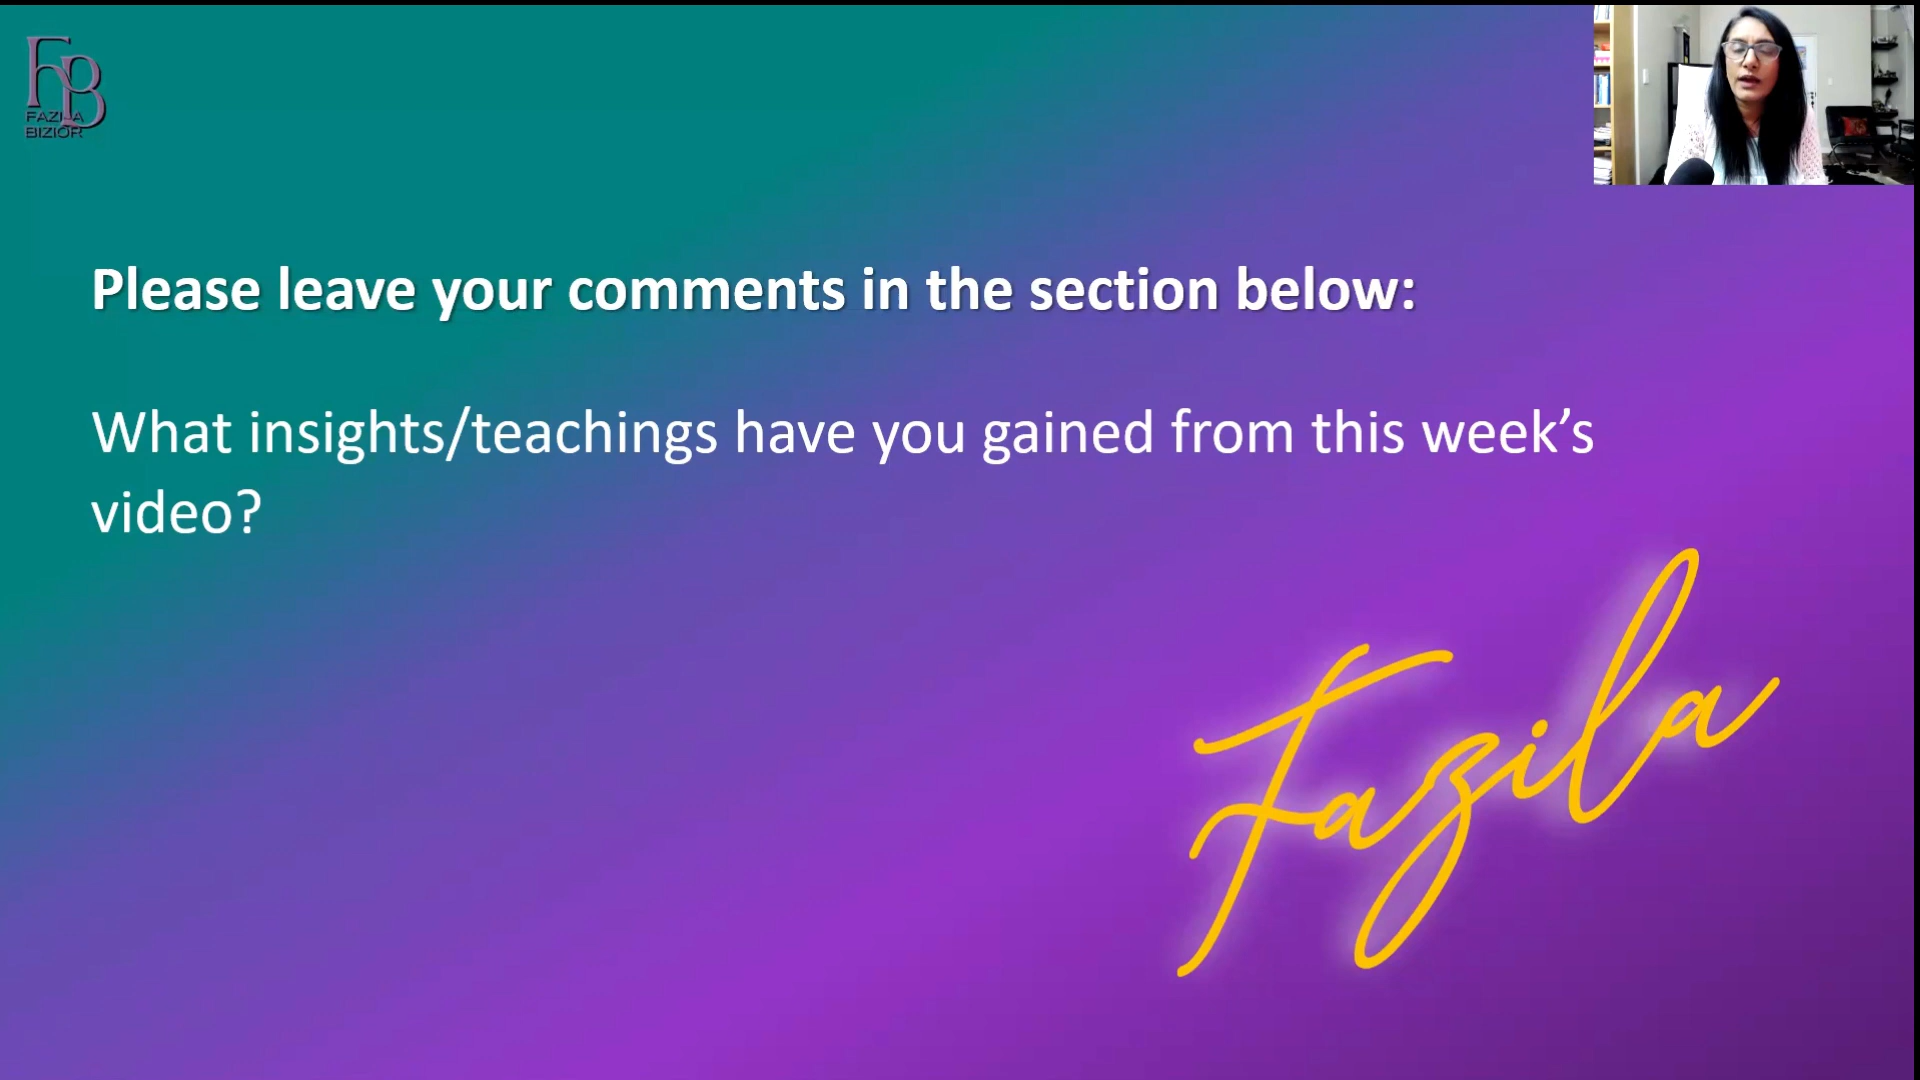 FB
FAZILA
BIZIOR
Please leave your comments in the section below:
What insights/teachings have you gained from this week’s
video?
Fazila